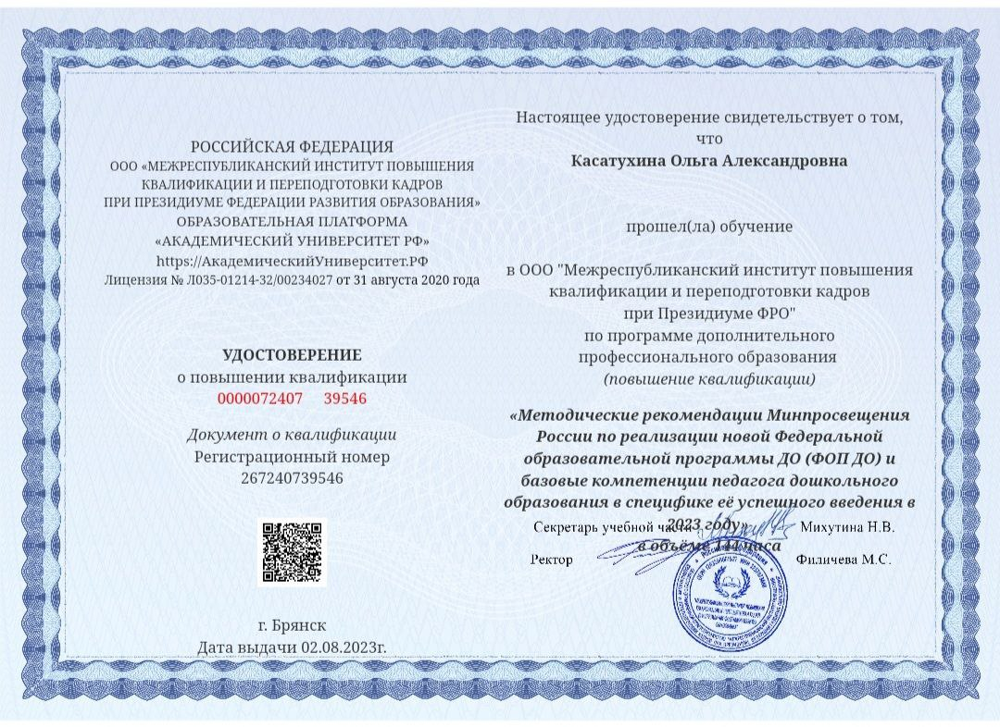 РОССИЙСКАЯ ФЕДЕРАЦИЯ
ООО «МЕЖРЕСПУБЛИКАНСКИЙ ИНСТИТУТ ПОВЫШЕНИЯ
КВАЛИФИКАЦИИ И ПЕРЕПОДГОТОВКИ КАДРОВ
ПРИ ПРЕЗИДИУМЕ ФЕДЕРАЦИИ РАЗВИТИЯ ОБРАЗОВАНИЯ»
ОБРАЗОВАТЕЛЬНАЯ ПЛАТФОРМА
«АКАДЕМИЧЕСКИЙ УНИВЕРСИТЕТ РФ»
https://АкадемическийУниверситет.РФ
Лицензия № Л035-01214-32/00234027 от 31 августа 2020 года
УДОСТОВЕРЕНИЕ
о повышении квалификации
0000072407 39546
Документ о квалификации
Регистрационный номер
267240739546
г. Брянск
Дата выдачи 02.08.2023г.
Настоящее удостоверение свидетельствует о том,
что
Касатухина Ольга Александровна
прошел(ла) обучение
в ООО "Межреспубликанский институт повышения
квалификации и переподготовки кадров
при Президиуме ФРО"
по программе дополнительного
профессионального образования
(повышение квалификации)
«Методические рекомендации Минпросвещения
России по реализации новой Федеральной
образовательной программы ДО (ФОП ДО) и
базовые компетенции педагога дошкольного
образования в специфике её успешного введения в
2023 году»
Секретарь учебной части Михутина Н.В.
в объёме 144 часа
Ректор Филичева М.С.